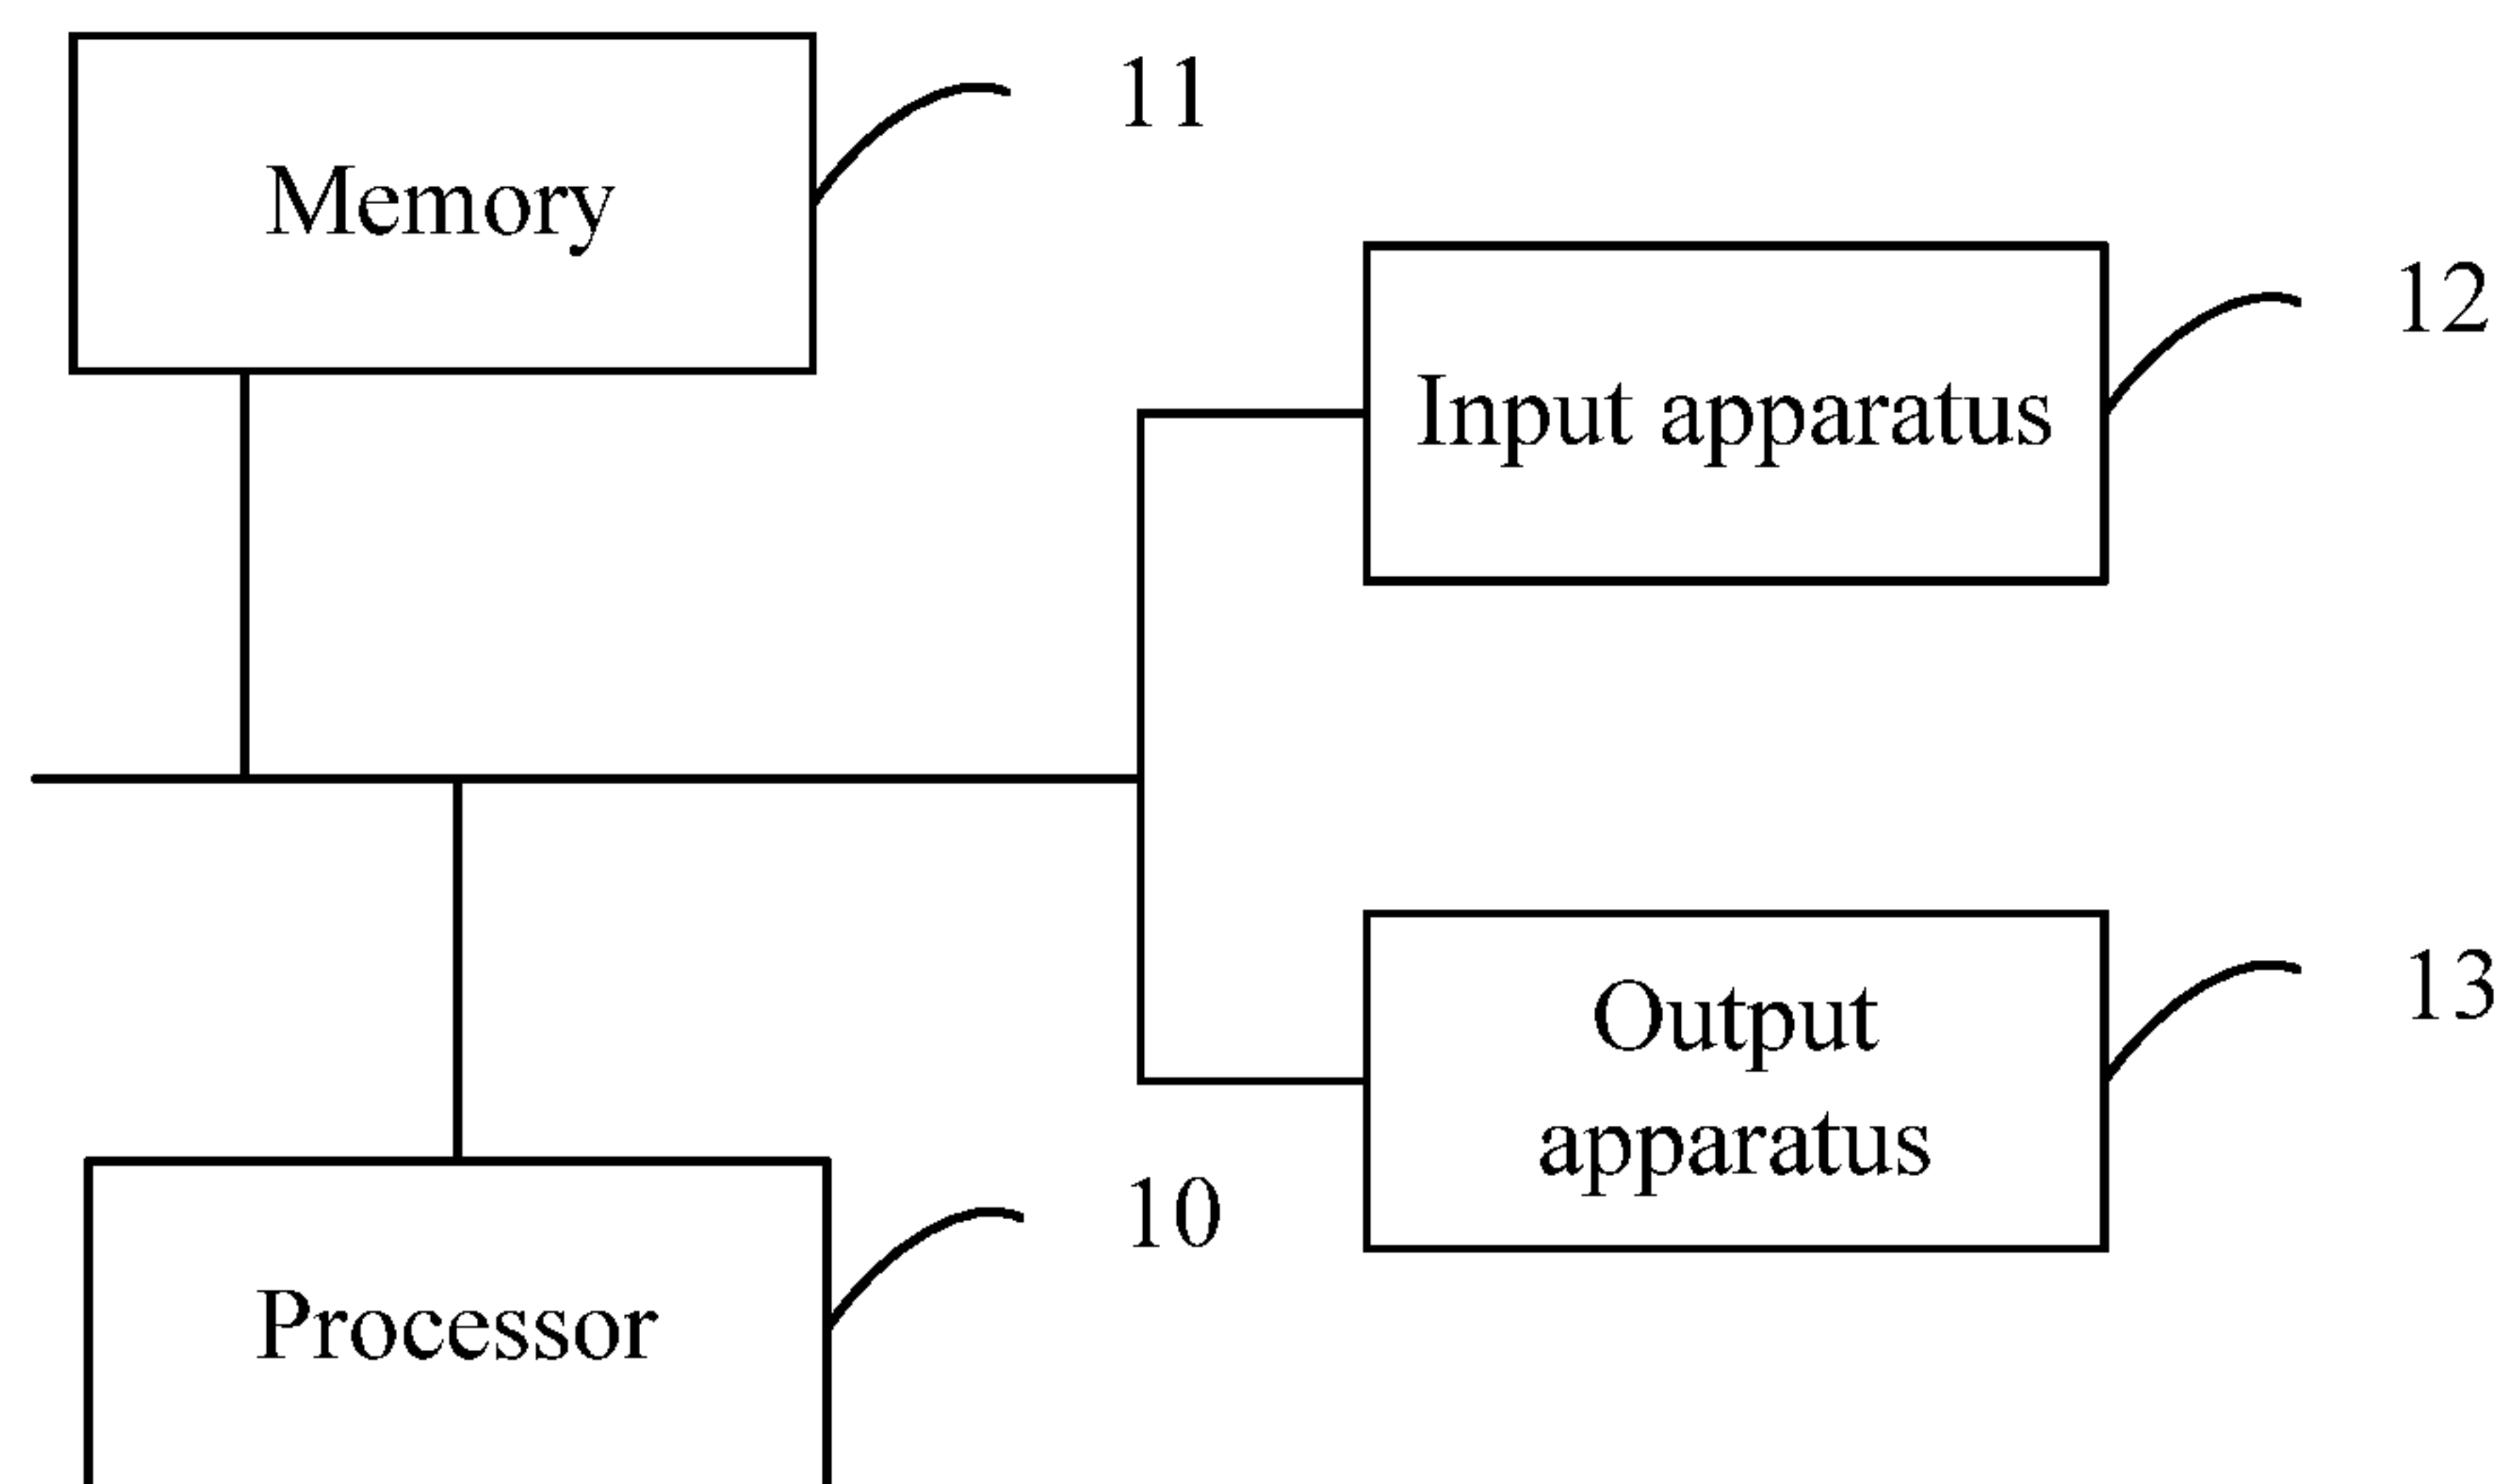 Memory
11
Input apparatus
12
Output
apparatus
13
Processor
10